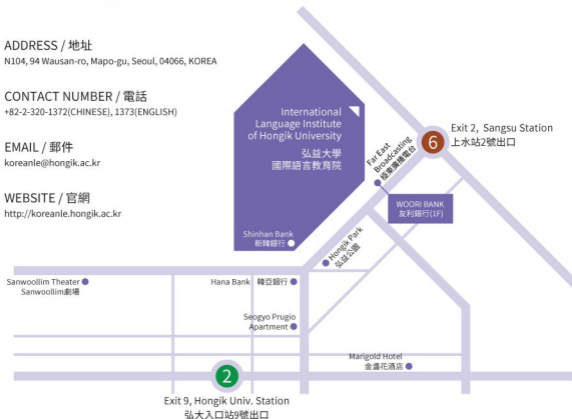 ADDRESS / 地址
N104, 94 Wausan-ro, Mapo-gu, Seoul, 04066, KOREA
CONTACT NUMBER / 電話
+82-2-320-1372(CHINESE), 1373(ENGLISH)
EMAIL / 郵件
koreanle@hongik.ac.kr
WEBSITE / 官網
http://koreanle.hongik.ac.kr
International
Language Institute
of Hongik University
弘益大學
國際語言教育院
Far East
Broadcasting
極東廣播電台
6
Exit 2, Sangsu Station
上水站2號出口
WOORI BANK
友利銀行(1F)
Shinhan Bank
新韓銀行
Hongik Park
弘益公園
Sanwoollim Theater
Sanwoollim劇場
Hana Bank 韓亞銀行
Seogyo Prugio
Apartment
Marigold Hotel
金盞花酒店
2
Exit 9, Hongik Univ. Station
弘大入口站9號出口